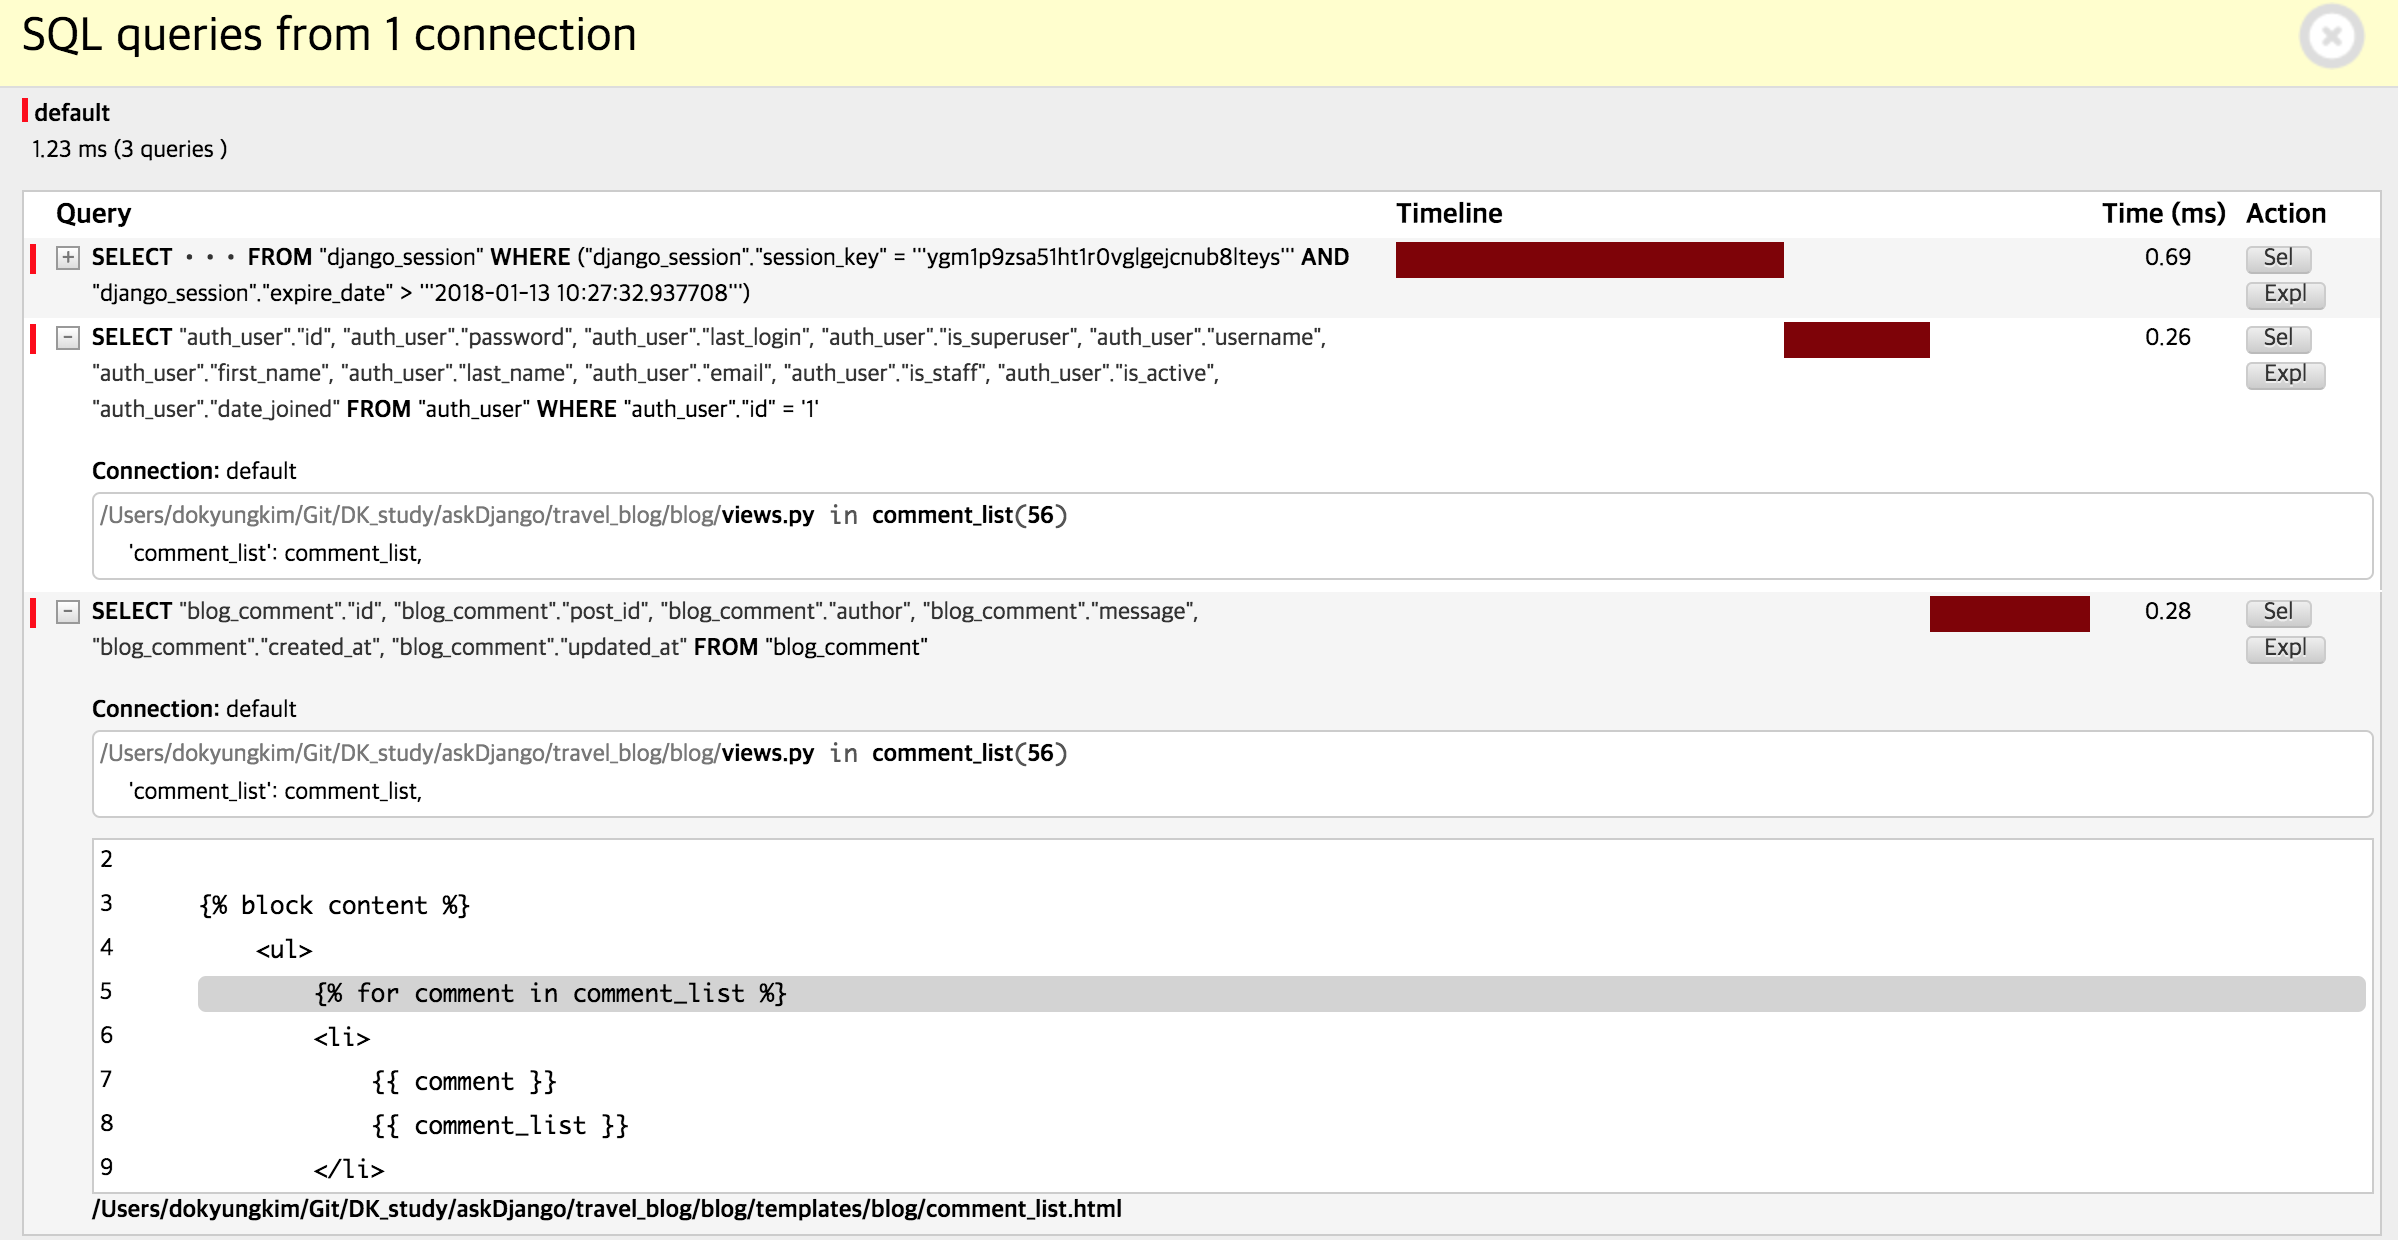 SQL queries from 1 connection
default
1.23 ms (3 queries )
Query Timeline Time (ms) Action
SELECT ··· FROM "django_session" WHERE ("django_session"."session_key" = '''ygm1p9zsa51ht1r0vglgejcnub8lteys''' AND 0.69 Sel
"django_session"."expire_date" > '''2018-01-13 10:27:32.937708''') Expl
SELECT "auth_user"."id", "auth_user"."password", "auth_user"."last_login", "auth_user"."is_superuser", "auth_user"."username", 0.26 Sel
"auth_user"."first_name", "auth_user"."last_name", "auth_user"."email", "auth_user"."is_staff", "auth_user"."is_active", Expl
"auth_user"."date_joined" FROM "auth_user" WHERE "auth_user"."id" = '1'
Connection: default
/Users/dokyungkim/Git/DK_study/askDjango/travel_blog/blog/views.py in comment_list(56)
'comment_list': comment_list,
SELECT "blog_comment"."id", "blog_comment"."post_id", "blog_comment"."author", "blog_comment"."message", 0.28 Sel
"blog_comment"."created_at", "blog_comment"."updated_at" FROM "blog_comment" Expl
Connection: default
/Users/dokyungkim/Git/DK_study/askDjango/travel_blog/blog/views.py in comment_list(56)
'comment_list': comment_list,
2
3 {% block content %}
4 <ul>
5 {% for comment in comment_list %}
6 <li>
7 {{ comment }}
8 {{ comment_list }}
9 </li>
/Users/dokyungkim/Git/DK_study/askDjango/travel_blog/blog/templates/blog/comment_list.html